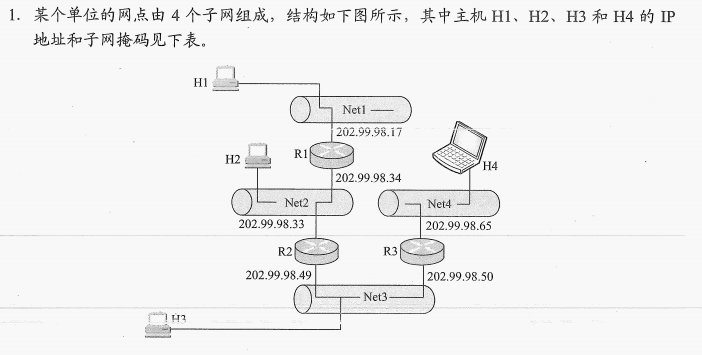 1. 某个单位的网点由 4 个子网组成，结构如下图所示，其中主机 H1、H2、H3 和 H4 的 IP
地址和子网掩码见下表。
H1
Net1
202.99.98.17
H2
R1
H4
202.99.98.34
Net2
Net4
202.99.98.33
202.99.98.65
R2
R3
202.99.98.49
202.99.98.50
Net3
H3